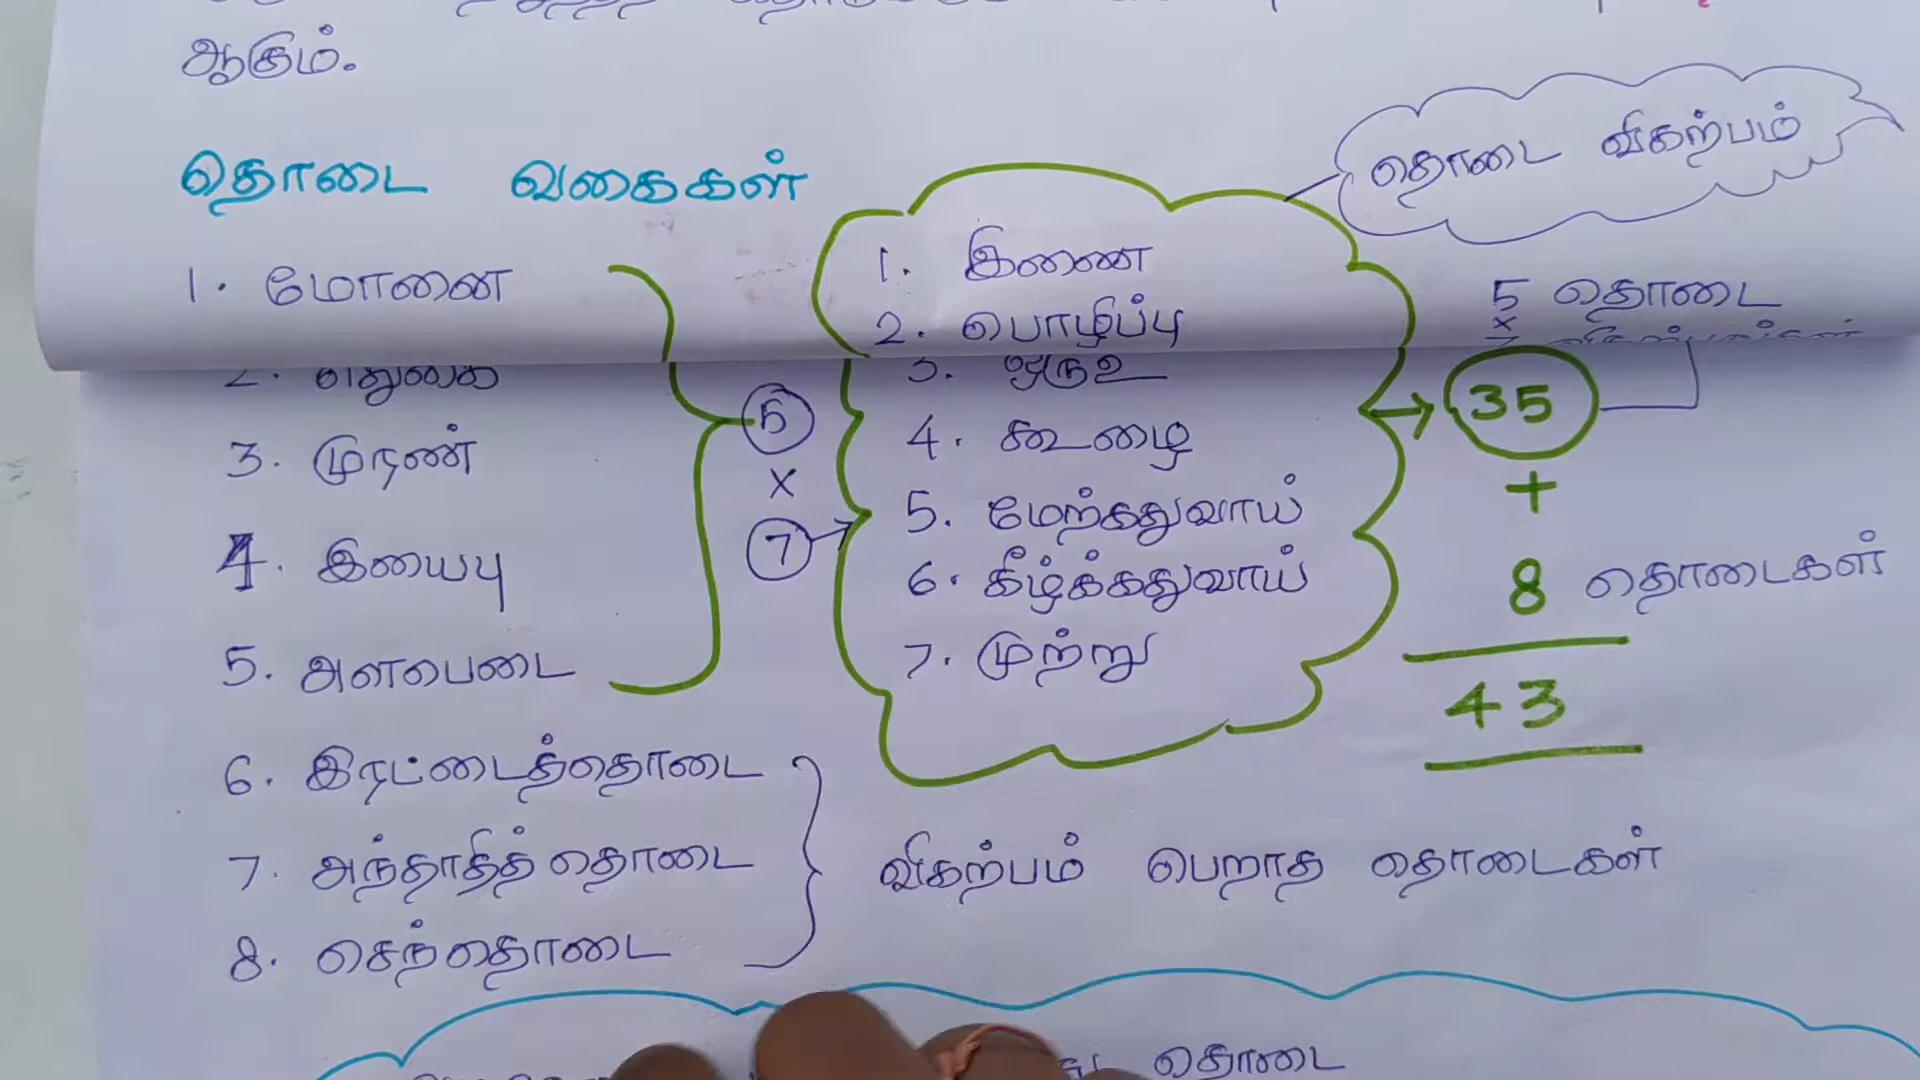 ஆகும்.
தொடை விகற்பம்
தொடை வகைகள்
1. மோனை
2. எதுகை
3. முரண்
4. இயைபு
5. அளபெடை
6. இரட்டைத்தொடை
7. அந்தாதித் தொடை
8. செந்தொடை
5
x
7
1. இணை
2. பொழிப்பு
3. ஒரூஉ
4. கூழை
5. மேற்கதுவாய்
6. கீழ்க்கதுவாய்
7. முற்று
5 தொடை
x
35
+
8 தொடைகள்
43
விகற்பம் பெறாத தொடைகள்
தொடை